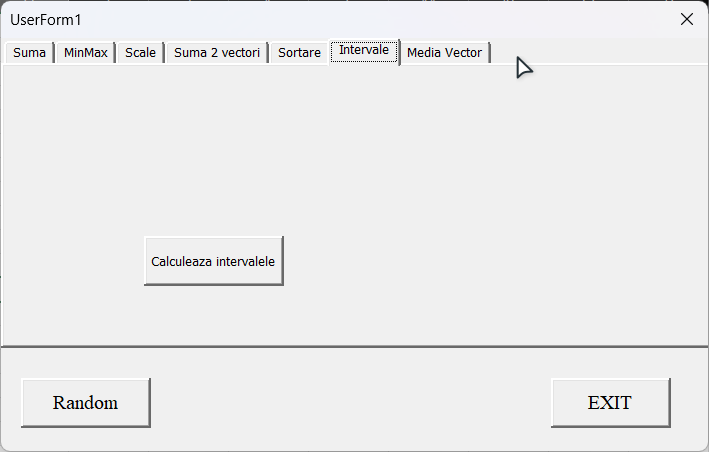 UserForm1
Suma MinMax Scale Suma 2 vectori Sortare Intervale Media Vector
Calculeaza intervalele
Random EXIT